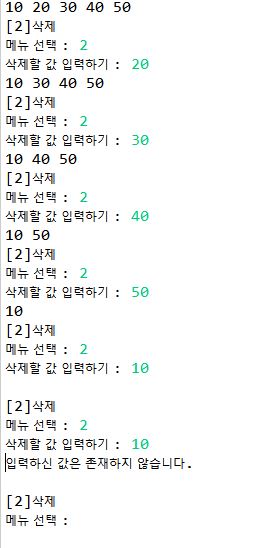 10 20 30 40 50
[2]삭제
메뉴 선택 : 2
삭제할 값 입력하기 : 20
10 30 40 50
[2]삭제
메뉴 선택 : 2
삭제할 값 입력하기 : 30
10 40 50
[2]삭제
메뉴 선택 : 2
삭제할 값 입력하기 : 40
10 50
[2]삭제
메뉴 선택 : 2
삭제할 값 입력하기 : 50
10
[2]삭제
메뉴 선택 : 2
삭제할 값 입력하기 : 10
[2]삭제
메뉴 선택 : 2
삭제할 값 입력하기 : 10
입력하신 값은 존재하지 않습니다.
[2]삭제
메뉴 선택 :